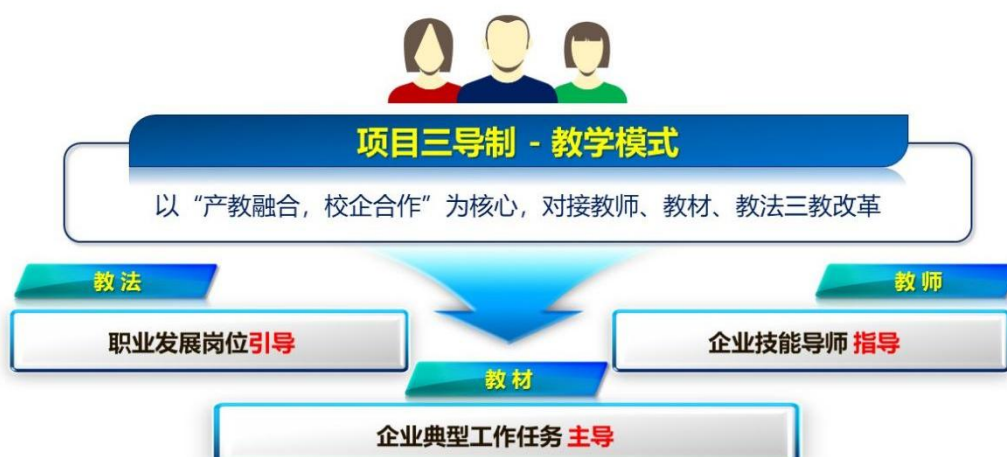 项目三导制 - 教学模式
以“产教融合，校企合作”为核心，对接教师、教材、教法三教改革
教法
教师
职业发展岗位引导
企业技能导师 指导
教材
企业典型工作任务 主导